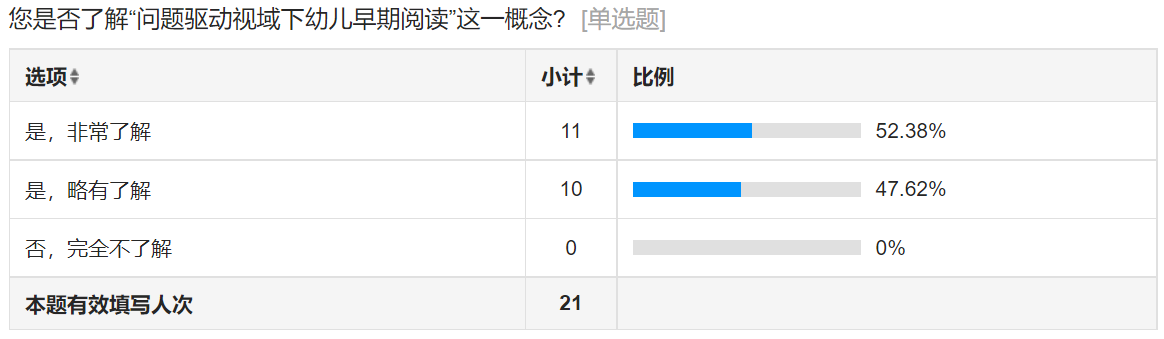 您是否了解“问题驱动视域下幼儿早期阅读”这一概念？ [单选题]
选项 小计 比例
是，非常了解 11 52.38%
是，略有了解 10 47.62%
否，完全不了解 0 0%
本题有效填写人次 21